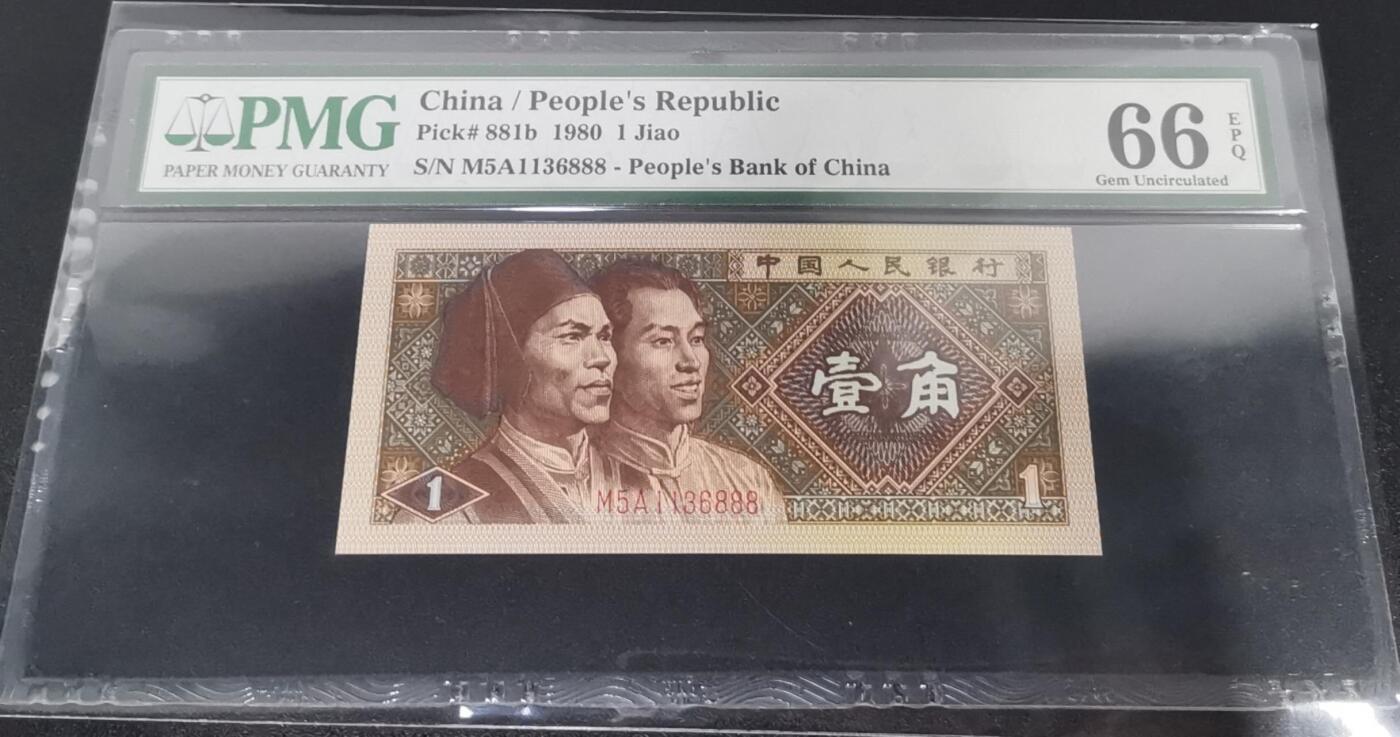 PMG
PAPER MONEY GUARANTY
China / People's Republic
Pick# 881b 1980 1 Jiao
S/N M5A1136888 - People's Bank of China
66
EPQ
Gem Uncirculated
中国人民银行
壹角
1
M5A1136888
1